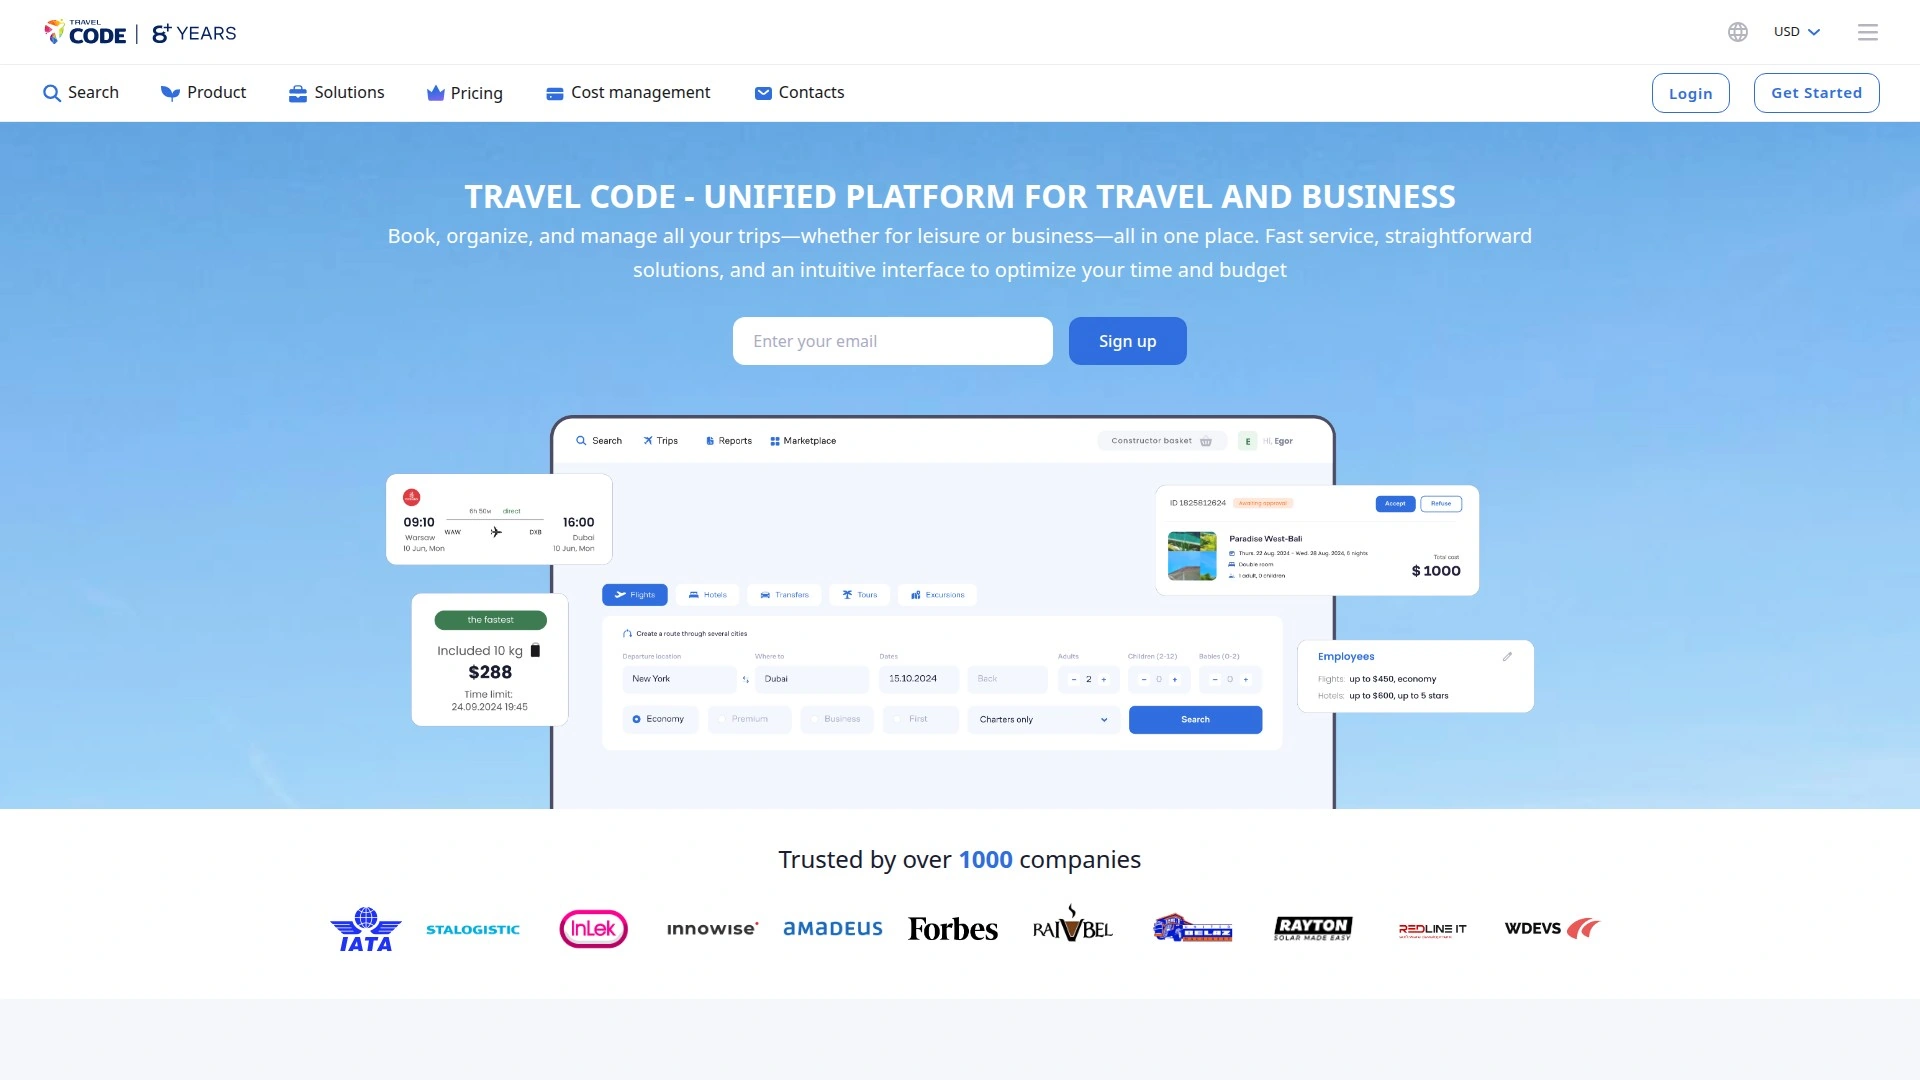 TRAVEL
CODE | 8+ YEARS
USD
Search
Product
Solutions
Pricing
Cost management
Contacts
Login
Get Started
TRAVEL CODE - UNIFIED PLATFORM FOR TRAVEL AND BUSINESS
Book, organize, and manage all your trips—whether for leisure or business—all in one place. Fast service, straightforward
solutions, and an intuitive interface to optimize your time and budget
Enter your email
Sign up
Search
Trips
Reports
Marketplace
Constructor basket
E
Hi, Egor
6h 50м direct
09:10
16:00
WAW
DXB
Warsaw
Dubai
10 Jun, Mon
10 Jun, Mon
ID 1825812624
Awaiting approval
Accept
Refuse
Paradise West-Bali
Thurs. 22 Aug. 2024 – Wed. 28 Aug. 2024, 6 nights
Double room
1 adult, 0 children
Total cost
$ 1000
the fastest
Included 10 kg
$288
Time limit:
24.09.2024 19:45
Flights
Hotels
Transfers
Tours
Excursions
Create a route through several cities
Departure location
Where to
Dates
Adults
Children (2-12)
Babies (0-2)
New York
Dubai
15.10.2024
Back
− 2 +
− 0 +
− 0 +
Economy
Premium
Business
First
Charters only
Search
Employees
Flights: up to $450, economy
Hotels: up to $600, up to 5 stars
Trusted by over 1000 companies
IATA
STALOGISTIC
InLek
ınnowise
amadeus
Forbes
RAIVBEL
BELAZ
RAYTON
SOLAR MADE EASY
REDLINE IT
WDEVS